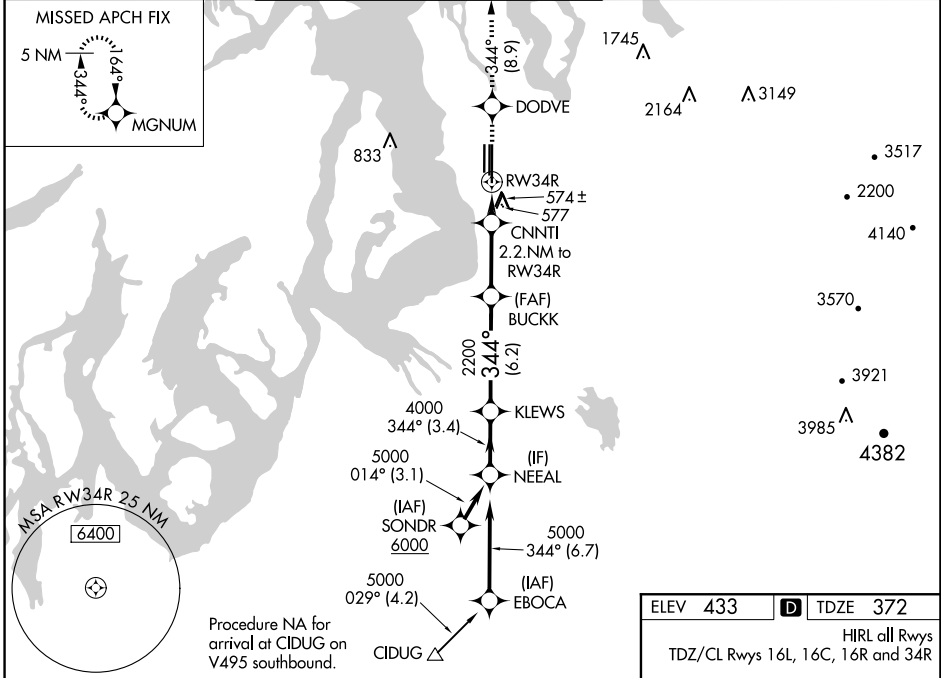 MISSED APCH FIX
5 NM
344°
164°
MGNUM
344°
(8.9)
DODVE
1745
2164
3149
833
3517
2200
4140
RW34R
574 ±
577
CNNTI
2.2 NM to
RW34R
3570
(FAF)
BUCKK
2200
344°
(6.2)
3921
3985
4382
4000
344° (3.4)
KLEWS
5000
014° (3.1)
(IF)
NEEAL
(IAF)
SONDR
6000
5000
344° (6.7)
MSA RW34R 25 NM
6400
5000
029° (4.2)
(IAF)
EBOCA
Procedure NA for
arrival at CIDUG on
V495 southbound.
CIDUG
ELEV 433 D TDZE 372
HIRL all Rwys
TDZ/CL Rwys 16L, 16C, 16R and 34R